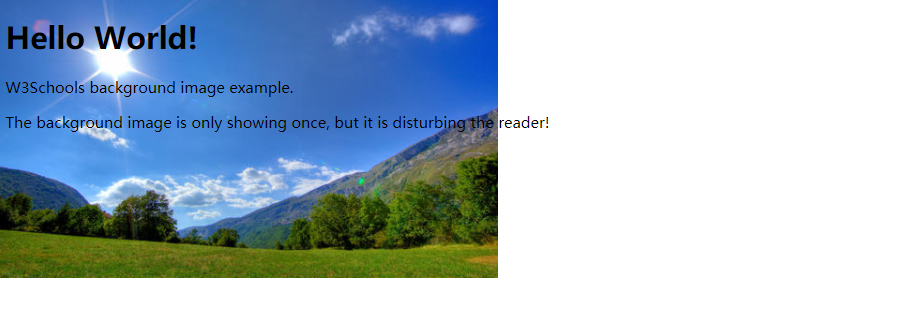 Hello World!
W3Schools background image example.
The background image is only showing once, but it is disturbing the reader!